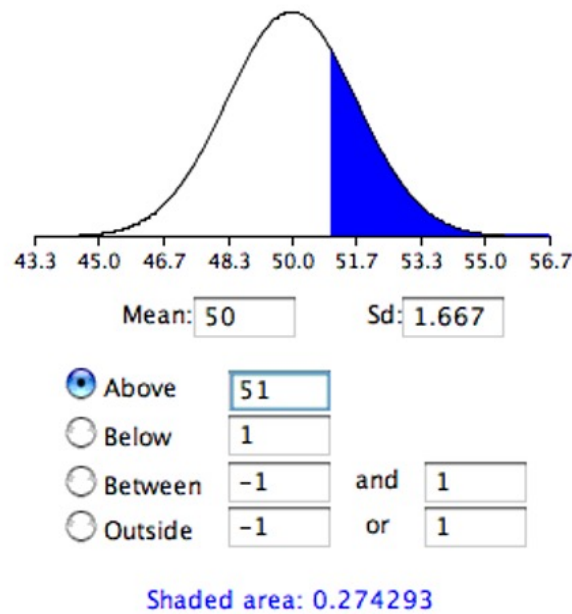 43.3 45.0 46.7 48.3 50.0 51.7 53.3 55.0 56.7
Mean: 50 Sd: 1.667
Above 51
Below 1
Between -1 and 1
Outside -1 or 1
Shaded area: 0.274293